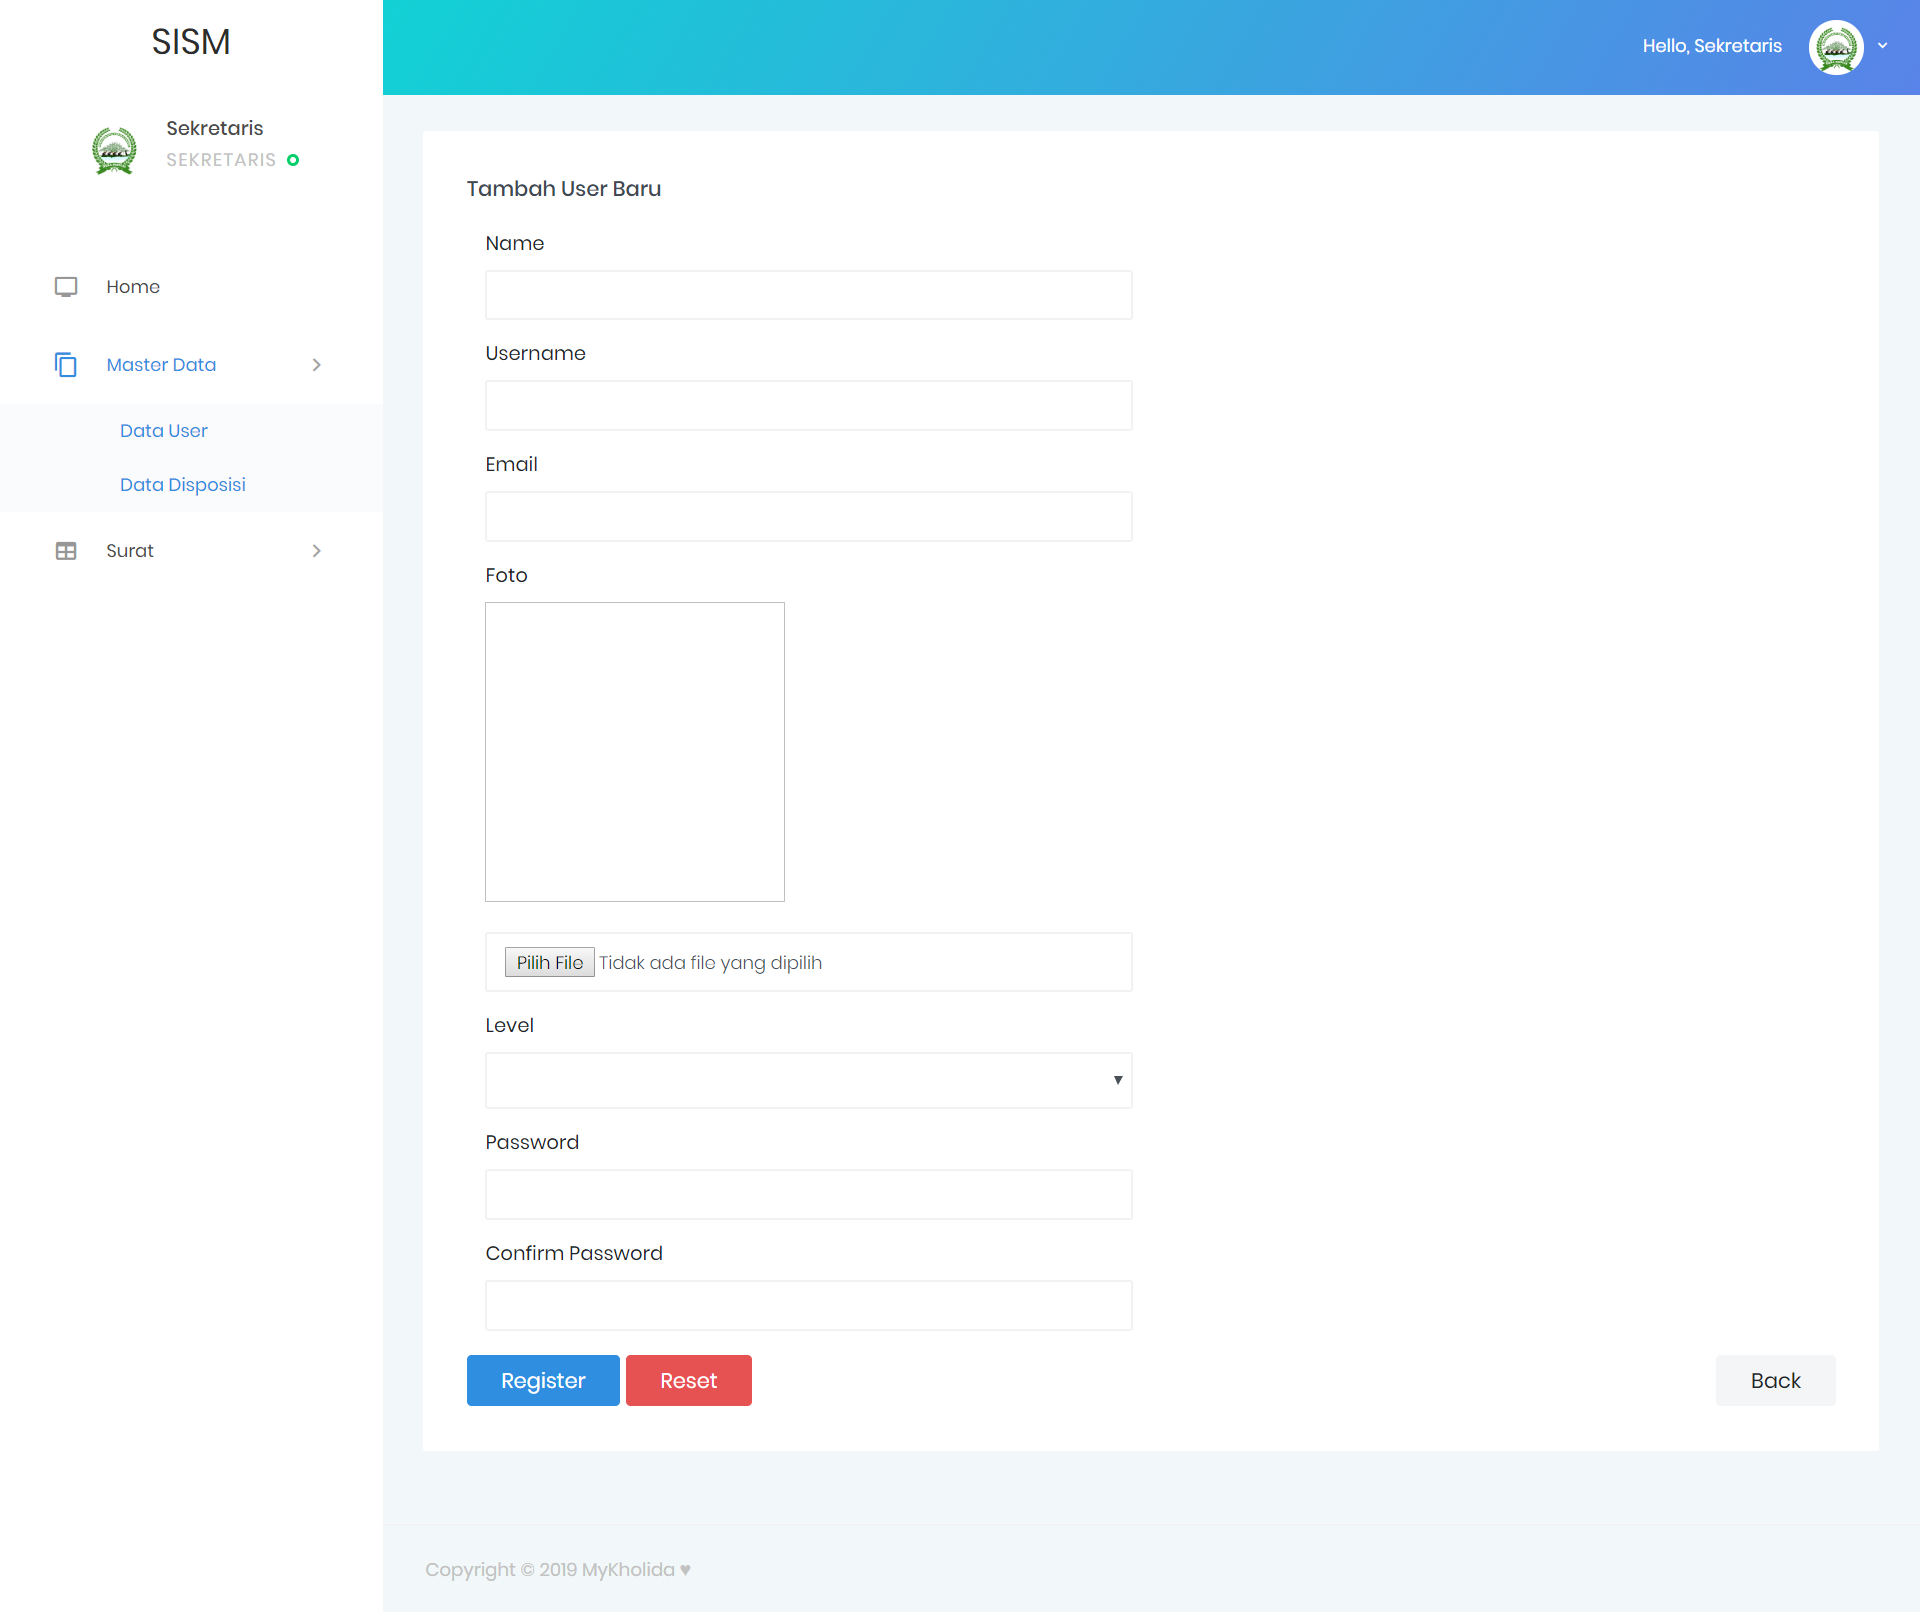 SISM
Hello, Sekretaris
Sekretaris
SEKRETARIS
Home
Master Data
Data User
Data Disposisi
Surat
Tambah User Baru
Name
Username
Email
Foto
Pilih File Tidak ada file yang dipilih
Level
Password
Confirm Password
Register Reset Back
Copyright © 2019 MyKholida ♥